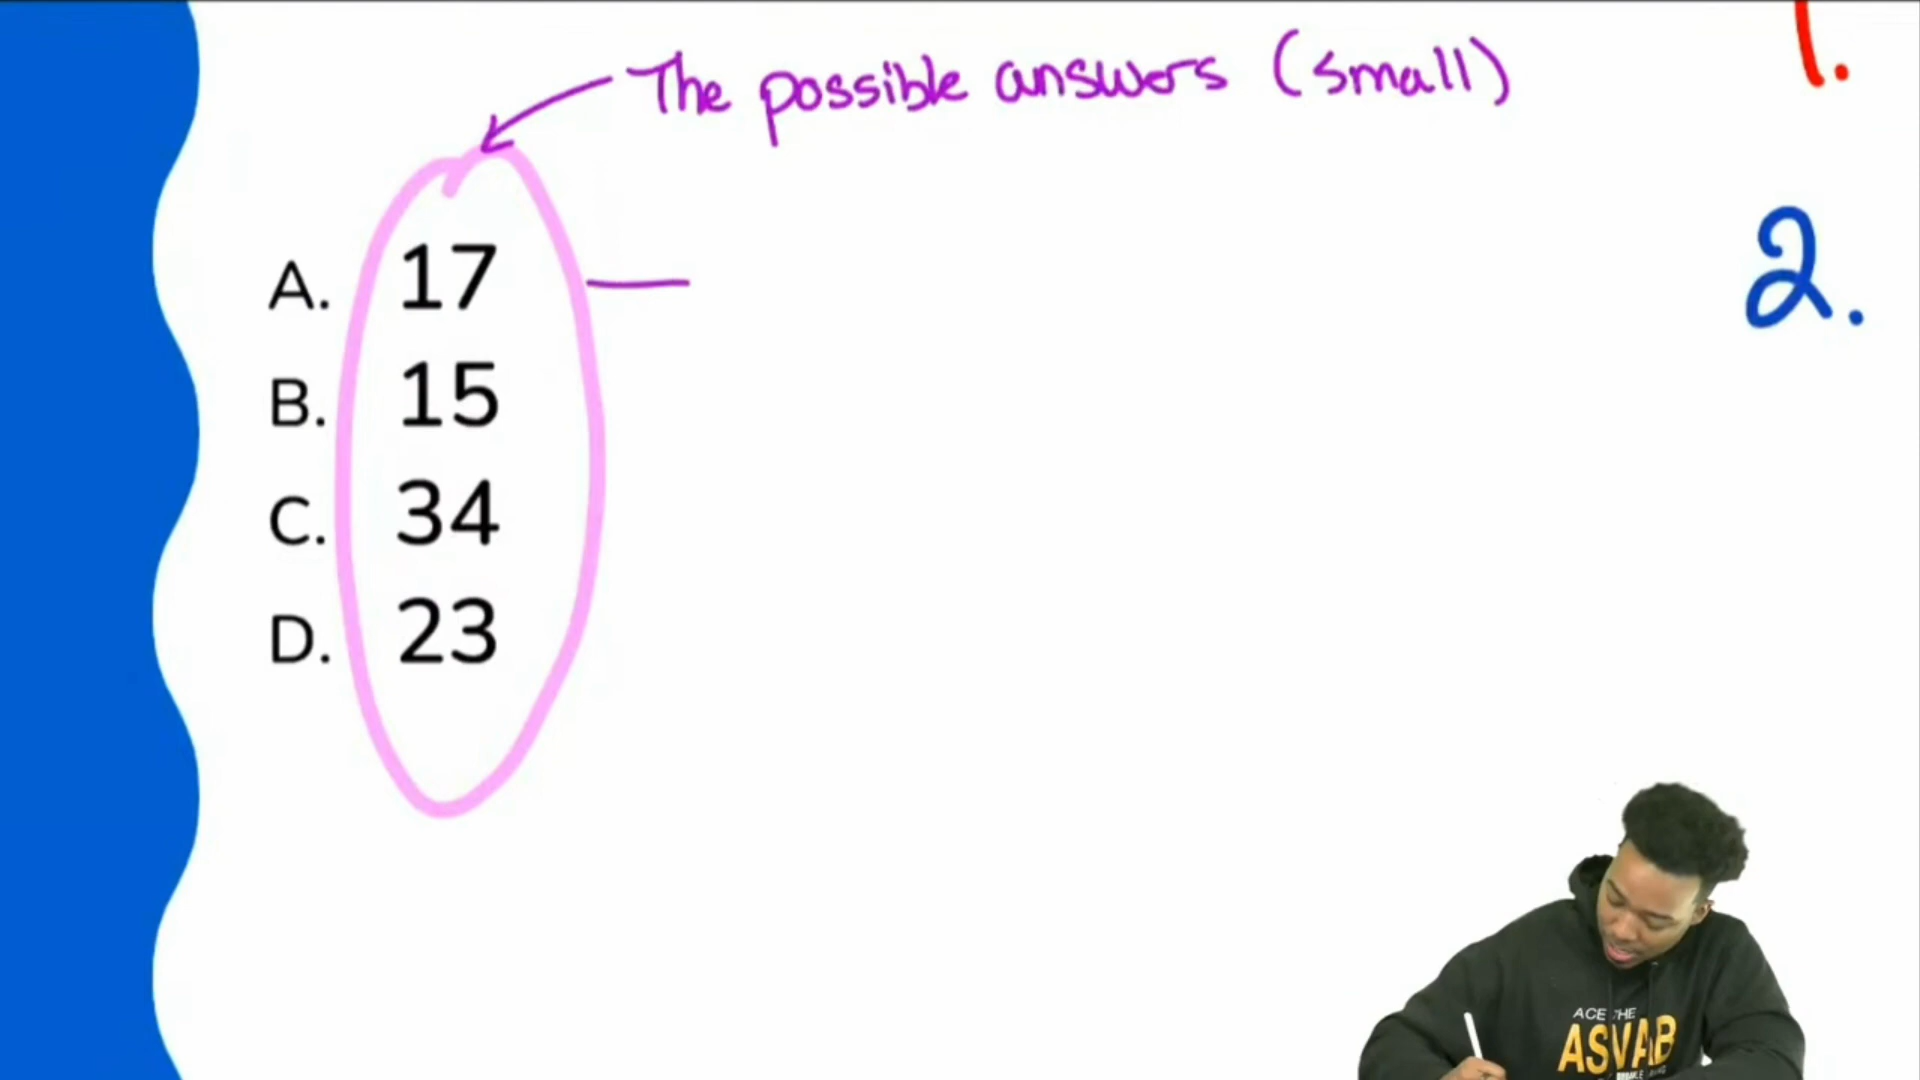 The possible answers (small)
1.
A. 17
2.
B. 15
C. 34
D. 23
ACE THE
ASVAB